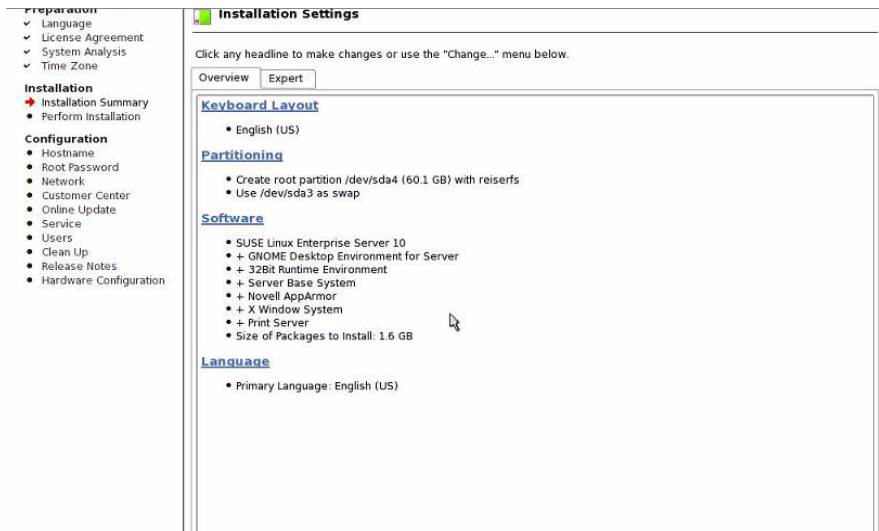 Preparation
Language
License Agreement
System Analysis
Time Zone
Installation
Installation Summary
Perform Installation
Configuration
Hostname
Root Password
Network
Customer Center
Online Update
Service
Users
Clean Up
Release Notes
Hardware Configuration
Installation Settings
Click any headline to make changes or use the "Change..." menu below.
Overview
Expert
Keyboard Layout
English (US)
Partitioning
Create root partition /dev/sda4 (60.1 GB) with reiserfs
Use /dev/sda3 as swap
Software
SUSE Linux Enterprise Server 10
+ GNOME Desktop Environment for Server
+ 32Bit Runtime Environment
+ Server Base System
+ Novell AppArmor
+ X Window System
+ Print Server
Size of Packages to Install: 1.6 GB
Language
Primary Language: English (US)